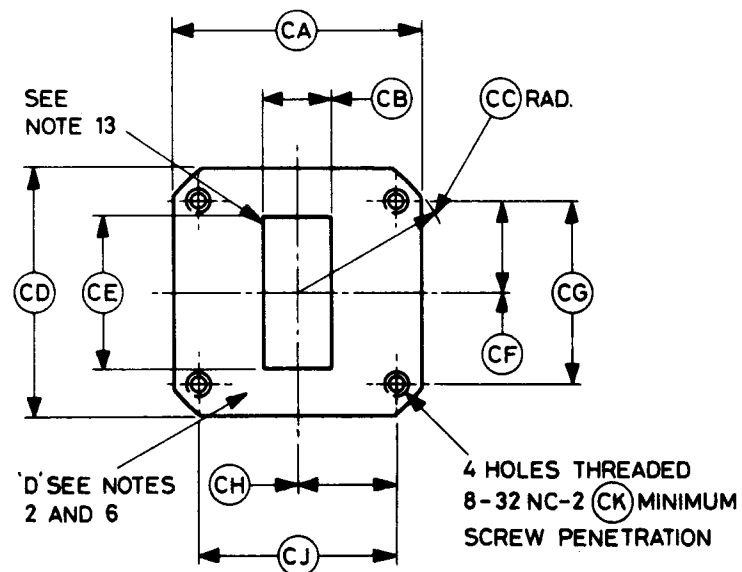 CA
SEE
NOTE 13
CB
CC RAD.
CD
CE
CG
CF
'D' SEE NOTES
2 AND 6
CH
CJ
4 HOLES THREADED
8-32 NC-2 CK MINIMUM
SCREW PENETRATION